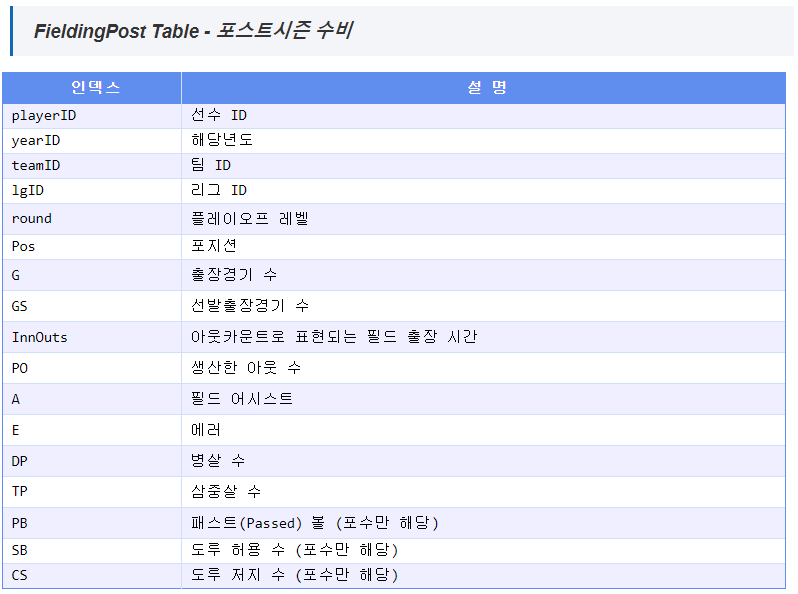 FieldingPost Table - 포스트시즌 수비
인덱스 설 명
playerID 선수 ID
yearID 해당년도
teamID 팀 ID
lgID 리그 ID
round 플레이오프 레벨
Pos 포지션
G 출장경기 수
GS 선발출장경기 수
InnOuts 아웃카운트로 표현되는 필드 출장 시간
PO 생산한 아웃 수
A 필드 어시스트
E 에러
DP 병살 수
TP 삼중살 수
PB 패스트(Passed) 볼 (포수만 해당)
SB 도루 허용 수 (포수만 해당)
CS 도루 저지 수 (포수만 해당)